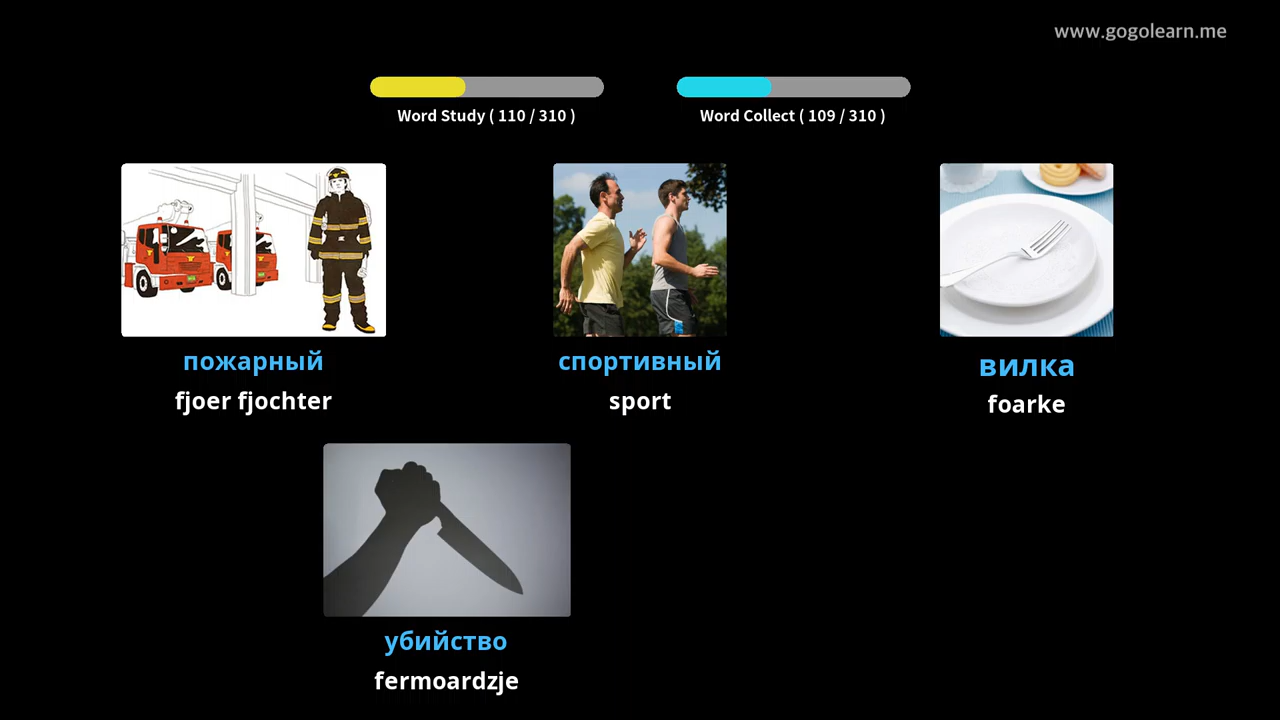 www.gogolearn.me
Word Study ( 110 / 310 )
Word Collect ( 109 / 310 )
пожарный
fjoer fjochter
спортивный
sport
вилка
foarke
убийство
fermoardzje